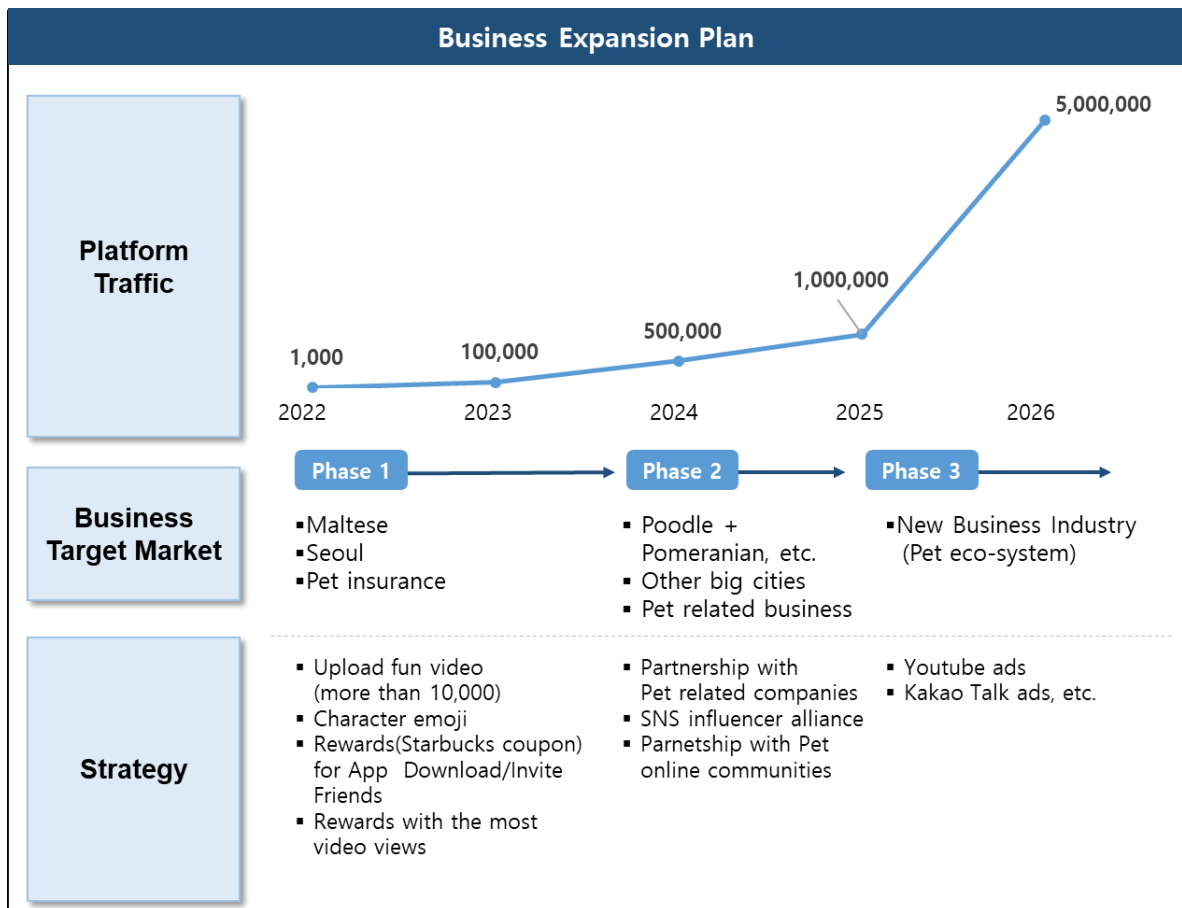 Business Expansion Plan
Platform
Traffic
5,000,000
1,000,000
500,000
100,000
1,000
2022
2023
2024
2025
2026
Business
Target Market
Phase 1
▪Maltese
▪Seoul
▪Pet insurance
Phase 2
▪ Poodle +
Pomeranian, etc.
▪ Other big cities
▪ Pet related business
Phase 3
▪New Business Industry
(Pet eco-system)
Strategy
▪ Upload fun video
(more than 10,000)
▪ Character emoji
▪ Rewards(Starbucks coupon)
for App Download/Invite
Friends
▪ Rewards with the most
video views
▪ Partnership with
Pet related companies
▪ SNS influencer alliance
▪ Parnetship with Pet
online communities
▪ Youtube ads
▪ Kakao Talk ads, etc.